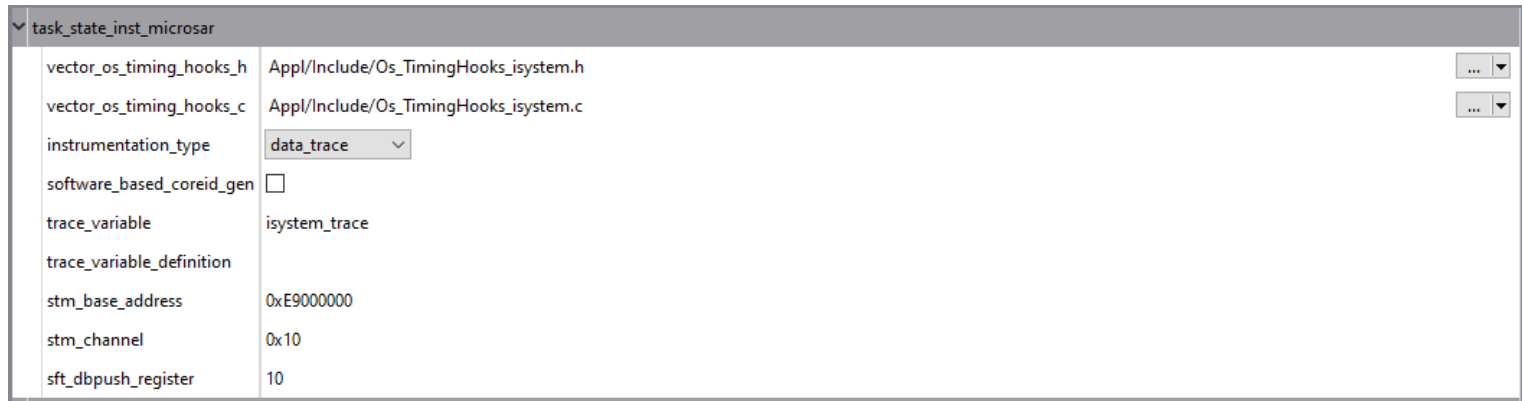 task_state_inst_microsar
vector_os_timing_hooks_h Appl/Include/Os_TimingHooks_isystem.h ...
vector_os_timing_hooks_c Appl/Include/Os_TimingHooks_isystem.c ...
instrumentation_type data_trace
software_based_coreid_gen
trace_variable isystem_trace
trace_variable_definition
stm_base_address 0xE9000000
stm_channel 0x10
sft_dbpush_register 10